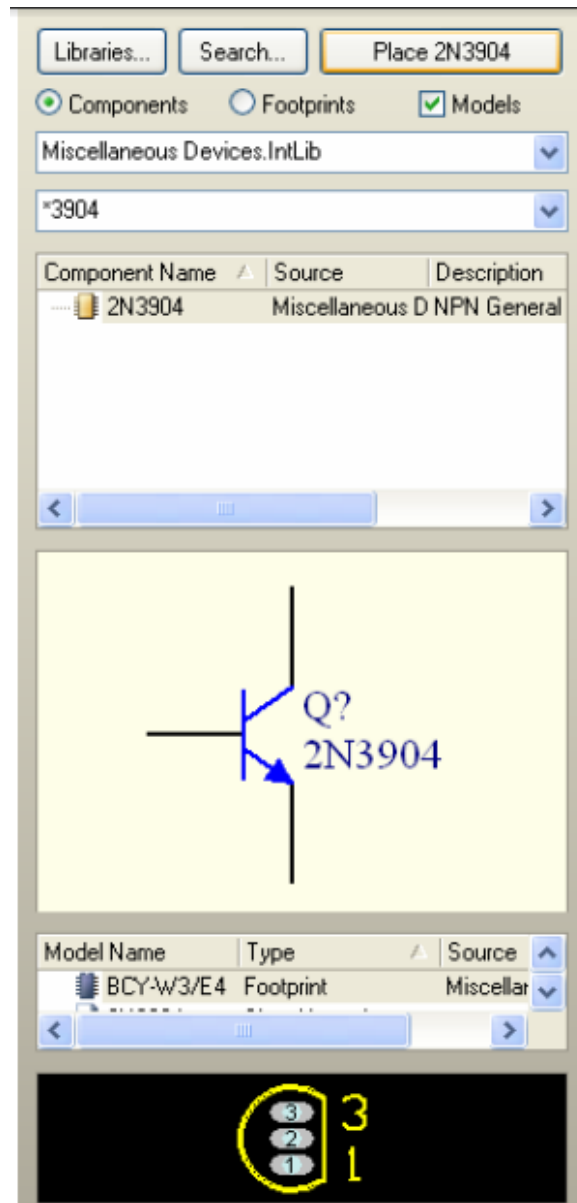 Libraries... Search... Place 2N3904
Components Footprints Models
Miscellaneous Devices.IntLib
*3904
Component Name Source Description
2N3904 Miscellaneous D NPN General
Q?
2N3904
Model Name Type Source
BCY-W3/E4 Footprint Miscellar
3 3
2
1 1